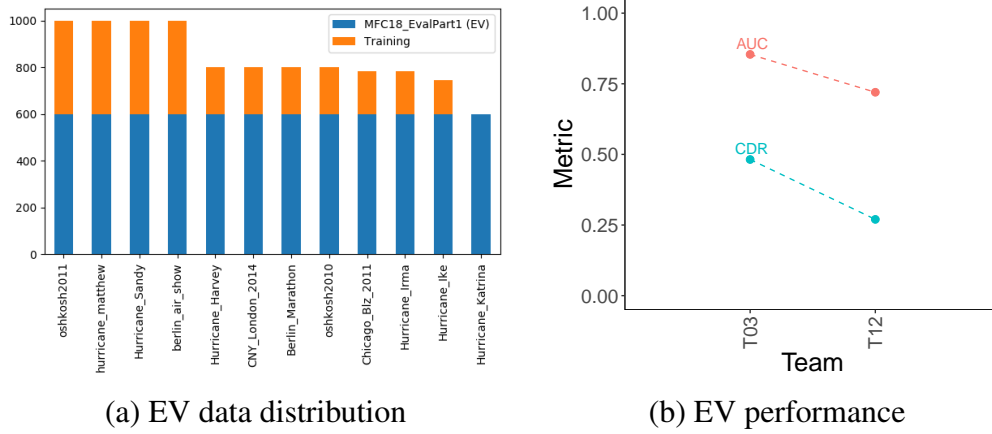 1000
800
600
400
200
0
MFC18_EvalPart1 (EV)
Training
oshkosh2011
hurricane_matthew
Hurricane_Sandy
berlin_air_show
Hurricane_Harvey
CNY_London_2014
Berlin_Marathon
oshkosh2010
Chicago_Blz_2011
Hurricane_Irma
Hurricane_Ike
Hurricane_Katrina
(a) EV data distribution
Metric
1.00
0.75
0.50
0.25
0.00
AUC
CDR
T03
T12
Team
(b) EV performance